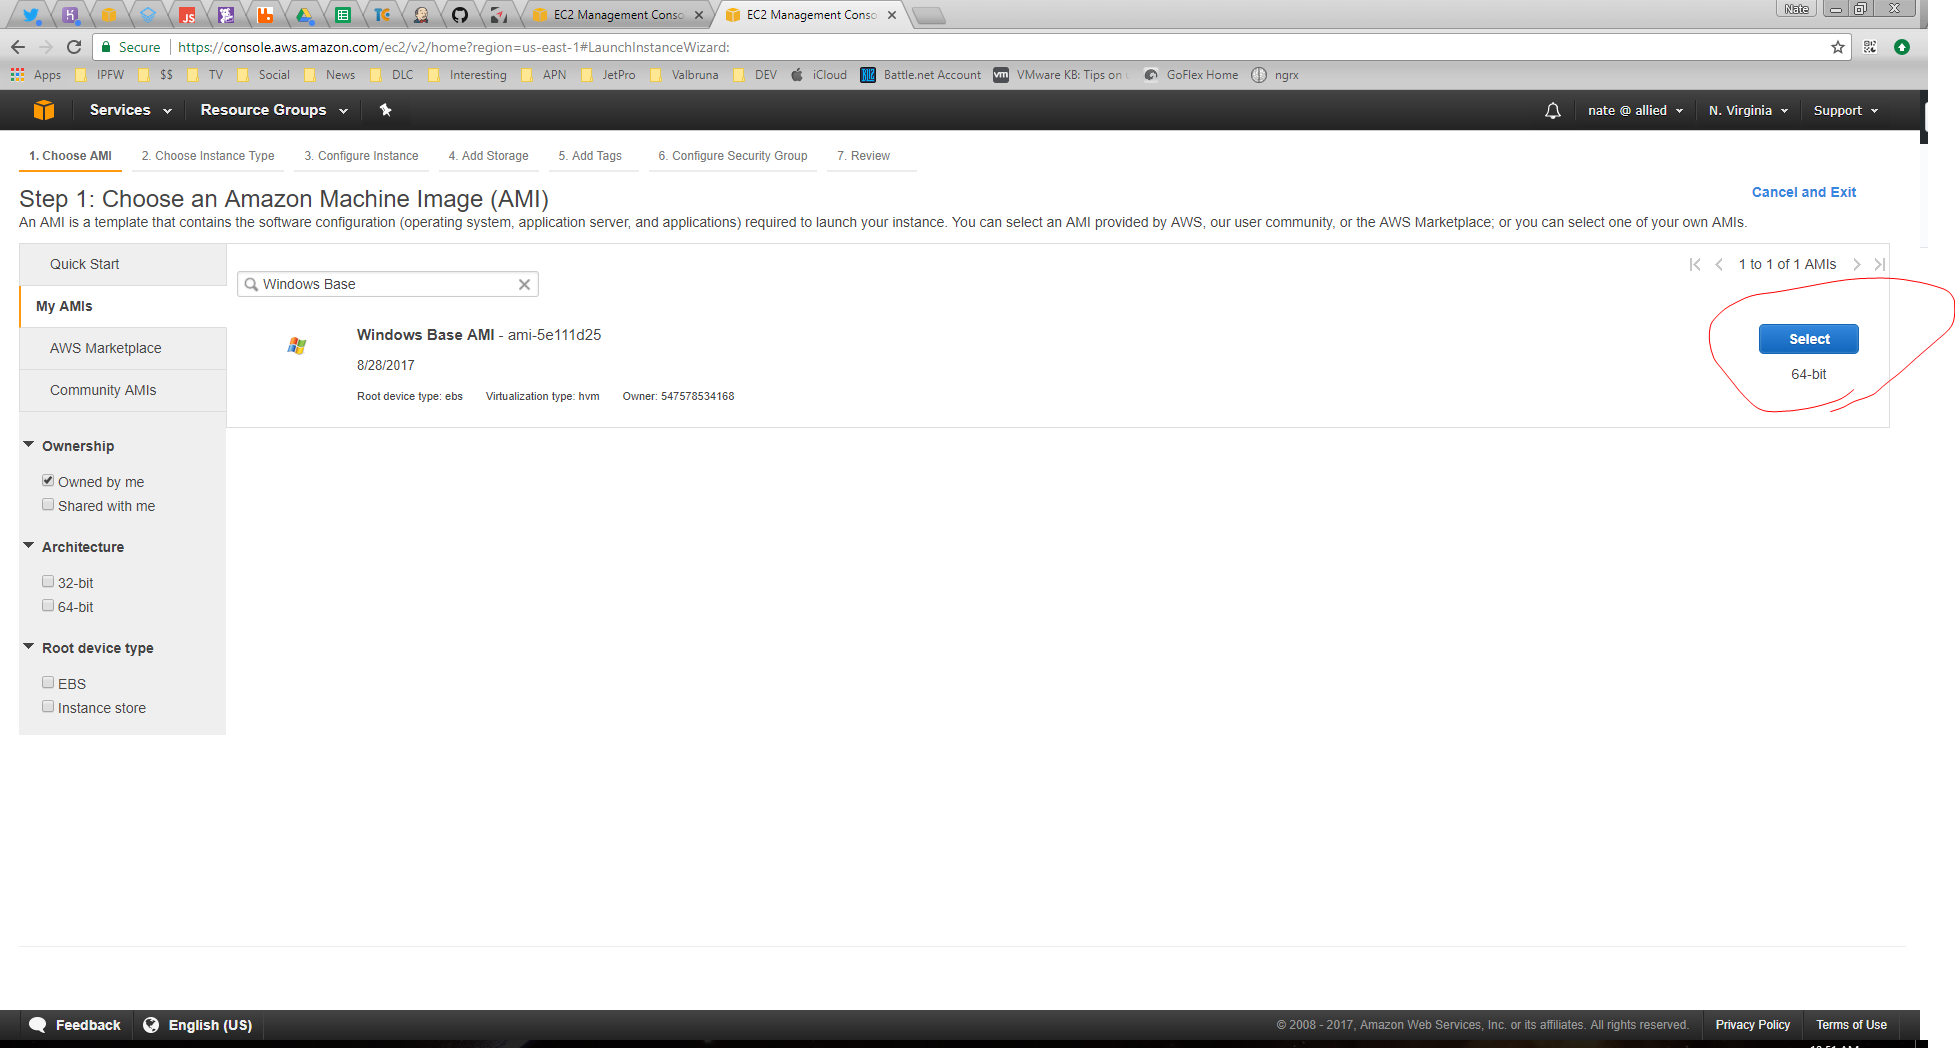 EC2 Management Conso
EC2 Management Conso
Nate
Secure https://console.aws.amazon.com/ec2/v2/home?region=us-east-1#LaunchInstanceWizard:
Apps IPFW $$ TV Social News DLC Interesting APN JetPro Valbruna DEV iCloud Battle.net Account VMware KB: Tips on GoFlex Home ngrx
Services Resource Groups nate @ allied N. Virginia Support
1. Choose AMI 2. Choose Instance Type 3. Configure Instance 4. Add Storage 5. Add Tags 6. Configure Security Group 7. Review
Step 1: Choose an Amazon Machine Image (AMI)
Cancel and Exit
An AMI is a template that contains the software configuration (operating system, application server, and applications) required to launch your instance. You can select an AMI provided by AWS, our user community, or the AWS Marketplace; or you can select one of your own AMIs.
Quick Start
My AMIs
AWS Marketplace
Community AMIs
Ownership
Owned by me
Shared with me
Architecture
32-bit
64-bit
Root device type
EBS
Instance store
Windows Base
1 to 1 of 1 AMIs
Windows Base AMI - ami-5e111d25
8/28/2017
Root device type: ebs Virtualization type: hvm Owner: 547578534168
Select
64-bit
Feedback English (US)
© 2008 - 2017, Amazon Web Services, Inc. or its affiliates. All rights reserved. Privacy Policy Terms of Use